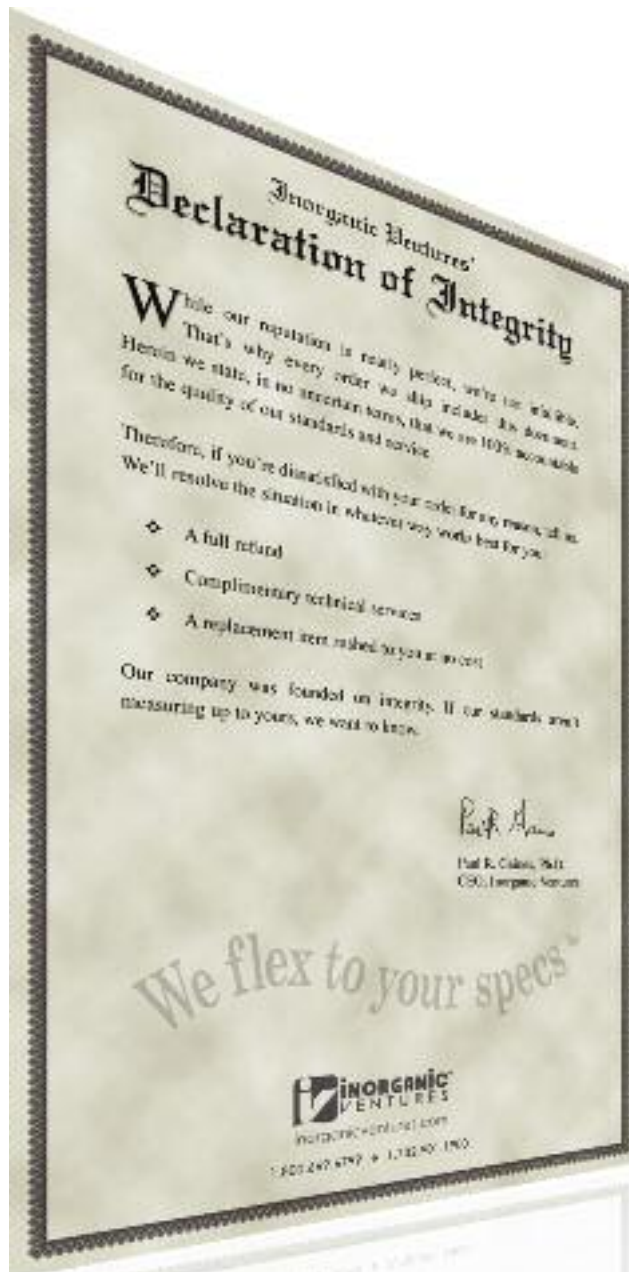 Inorganic Ventures'
Declaration of Integrity
While our reputation is nearly perfect, we're not infallible.
That's why every order we ship includes this document.
Herein we state, in no uncertain terms, that we are 100% accountable
for the quality of our standards and service.
Therefore, if you're dissatisfied with your order for any reason, tell us.
We'll resolve the situation in whatever way works best for you:
❖ A full refund
❖ Complimentary technical services
❖ A replacement item rushed to you at no cost
Our company was founded on integrity. If our standards aren't
measuring up to yours, we want to know.
Paul R. Gaines, Ph.D.
CEO, Inorganic Ventures
We flex to your specs
INORGANIC
VENTURES
inorganicventures.com